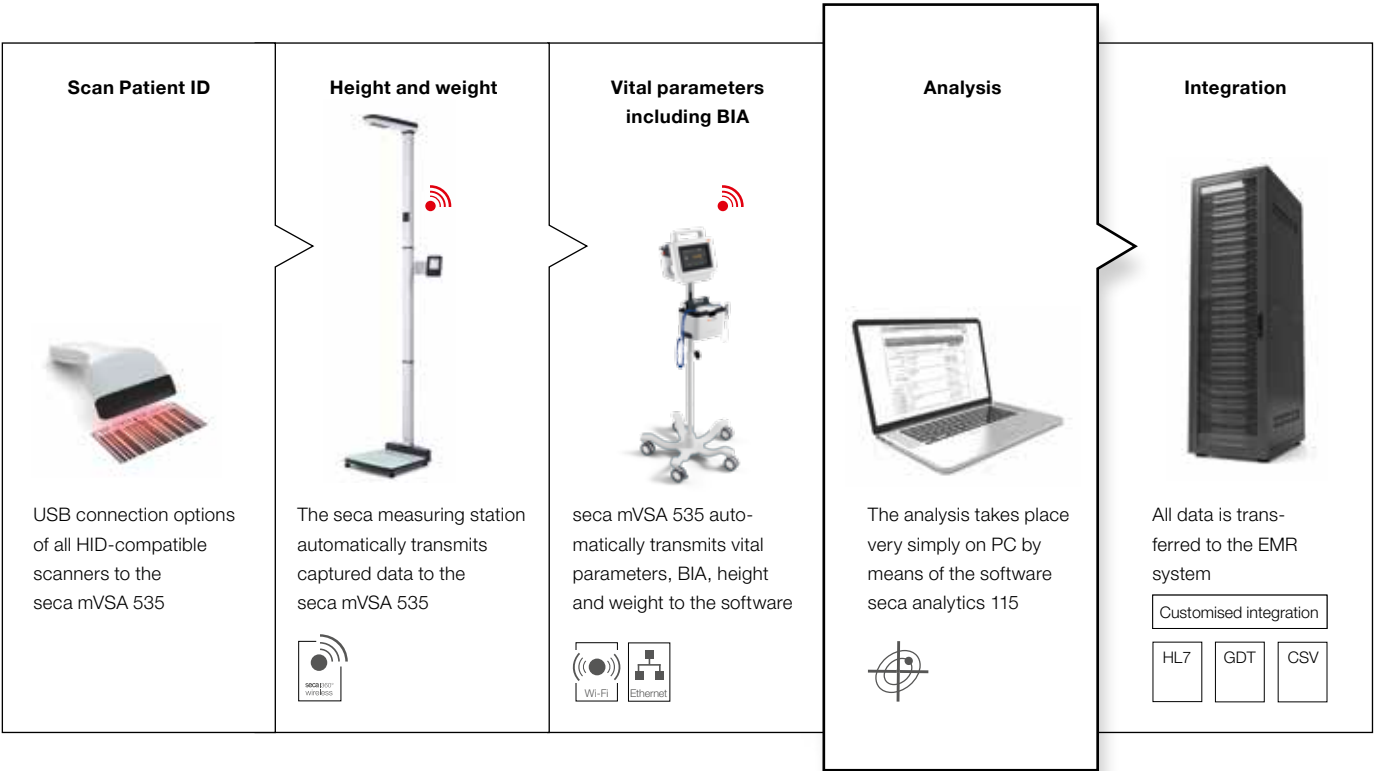 Scan Patient ID
USB connection options
of all HID-compatible
scanners to the
seca mVSA 535
Height and weight
The seca measuring station
automatically transmits
captured data to the
seca mVSA 535
seca 360°
wireless
Vital parameters
including BIA
seca mVSA 535 auto-
matically transmits vital
parameters, BIA, height
and weight to the software
Wi-Fi
Ethernet
Analysis
The analysis takes place
very simply on PC by
means of the software
seca analytics 115
Integration
All data is trans-
ferred to the EMR
system
Customised integration
HL7
GDT
CSV